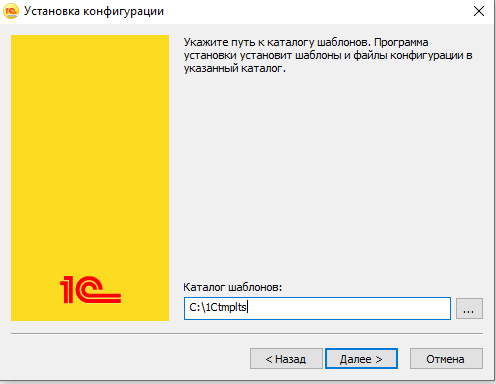 Установка конфигурации
Укажите путь к каталогу шаблонов. Программа
установки установит шаблоны и файлы конфигурации в
указанный каталог.
1С
Каталог шаблонов:
C:\1Ctmplts
...
< Назад
Далее >
Отмена